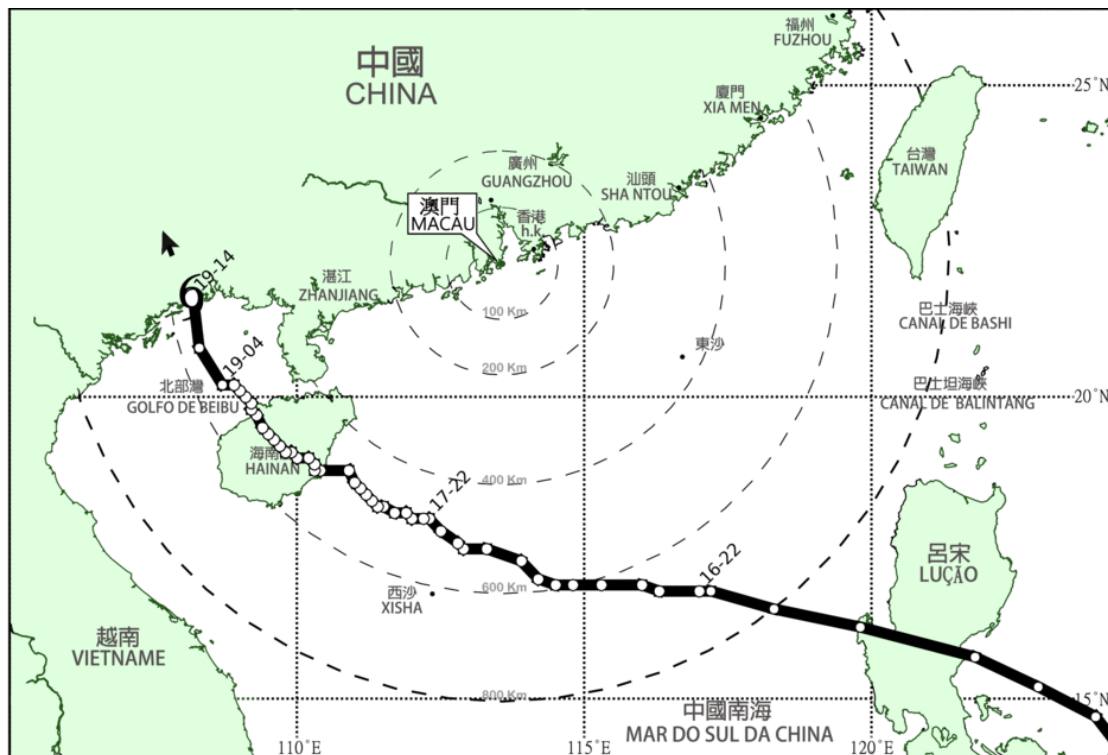 福州
FUZHOU
中國
CHINA
廈門
XIA MEN
25°N
台灣
TAIWAN
廣州
GUANGZHOU
汕頭
SHA NTOU
澳門
MACAU
香港
h.k.
19-14
湛江
ZHANJIANG
100 Km
巴士海峽
CANAL DE BASHI
東沙
200 Km
19-04
北部灣
GOLFO DE BEIBU
巴士坦海峽
CANAL DE BALINTANG
20°N
海南
HAINAN
400 Km
17-22
16-22
呂宋
LUÇÃO
西沙
XISHA
600 Km
越南
VIETNAME
800 Km
15°N
中國南海
MAR DO SUL DA CHINA
110°E
115°E
120°E